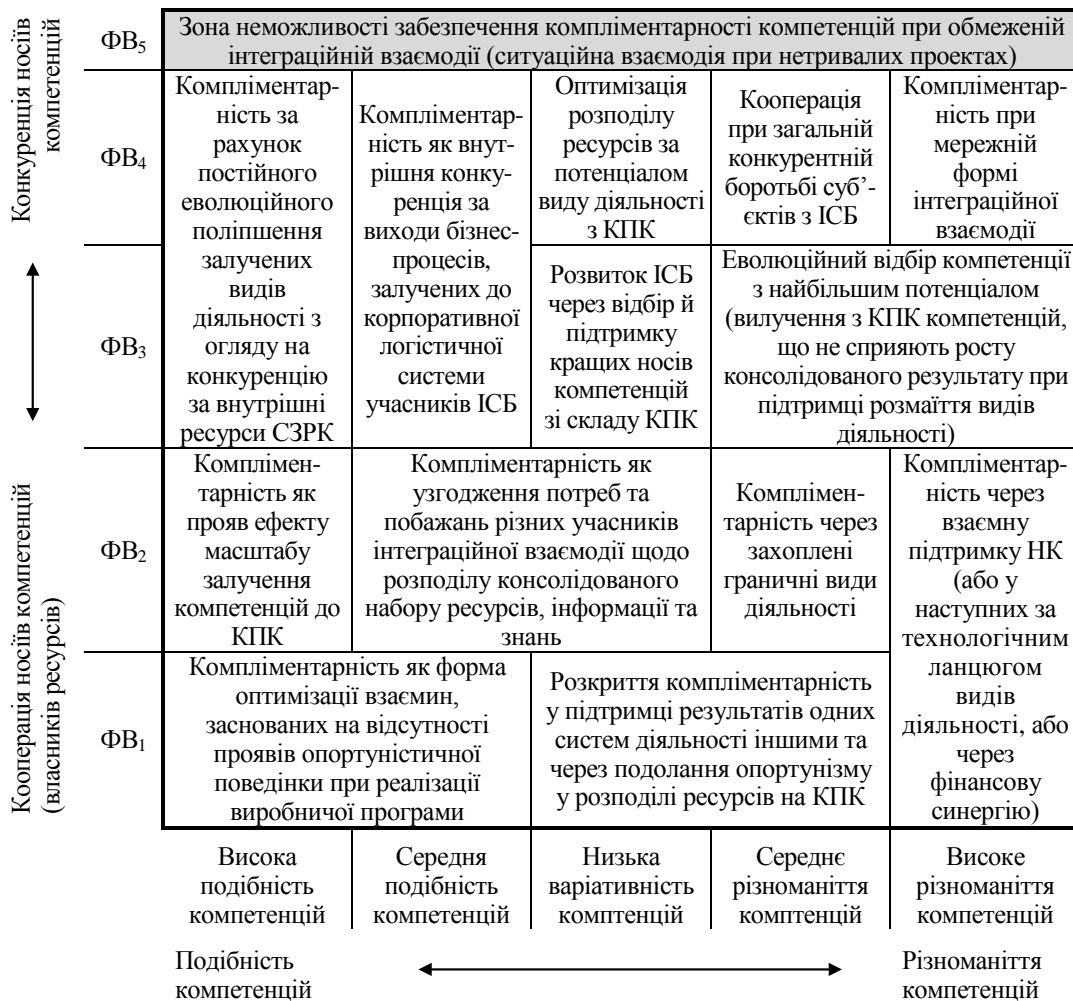 Конкуренція носіїв
компетенцій
Кооперація носіїв компетенцій
(власників ресурсів)
ФВ5
Зона неможливості забезпечення компліментарності компетенцій при обмеженій
інтеграційній взаємодії (ситуаційна взаємодія при нетривалих проектах)
ФВ4
ФВ3
Компліментар-
ність за
рахунок
постійного
еволюційного
поліпшення
залучених
видів
діяльності з
огляду на
конкуренцію
за внутрішні
ресурси СЗРК
Компліментар-
ність як внут-
рішня конку-
ренція за
виходи бізнес-
процесів,
залучених до
корпоративної
логістичної
системи
учасників ІСБ
Оптимізація
розподілу
ресурсів за
потенціалом
виду діяльності
з КПК
Кооперація
при загальній
конкурентній
боротьбі суб’-
єктів з ІСБ
Компліментар-
ність при
мережній
формі
інтеграційної
взаємодії
Розвиток ІСБ
через відбір й
підтримку
кращих носів
компетенцій
зі складу КПК
Еволюційний відбір компетенції
з найбільшим потенціалом
(вилучення з КПК компетенцій,
що не сприяють росту
консолідованого результату при
підтримці розмаїття видів
діяльності)
ФВ2
Компліментар-
ність як
прояв ефекту
масштабу
залучення
компетенцій до
КПК
Компліментарність як
узгодження потреб та
побажань різних учасників
інтеграційної взаємодії щодо
розподілу консолідованого
набору ресурсів, інформації та
знань
Комплімен-
тарність через
захоплені
граничні види
діяльності
Компліментар-
ність через
взаємну
підтримку НК
(або у
наступних за
технологічним
ланцюгом
видів
діяльності, або
через
фінансову
синергію)
ФВ1
Компліментарність як форма
оптимізації взаємин,
заснованих на відсутності
проявів опортуністичної
поведінки при реалізації
виробничої програми
Розкриття компліментарність
у підтримці результатів одних
систем діяльності іншими та
через подолання опортунізму
у розподілі ресурсів на КПК
Висока
подібність
компетенцій
Середня
подібність
компетенцій
Низька
варіативність
комптенцій
Середнє
різноманіття
комптенцій
Високе
різноманіття
компетенцій
Подібність
компетенцій
Різноманіття
компетенцій